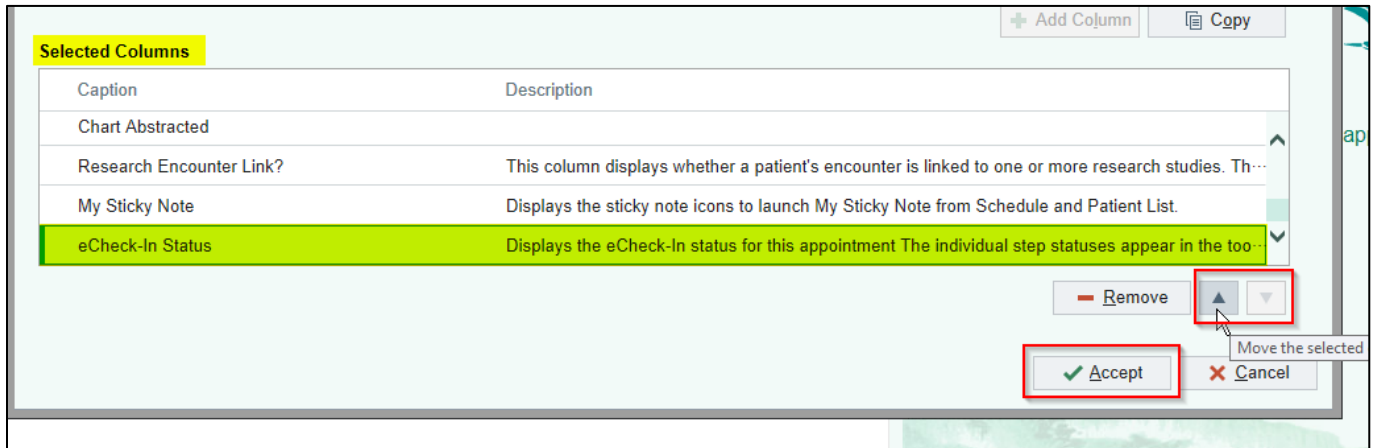 Add Column Copy
Selected Columns
Caption Description
Chart Abstracted
Research Encounter Link? This column displays whether a patient's encounter is linked to one or more research studies. Th...
My Sticky Note Displays the sticky note icons to launch My Sticky Note from Schedule and Patient List.
eCheck-In Status Displays the eCheck-In status for this appointment The individual step statuses appear in the too...
Remove
Move the selected
Accept Cancel